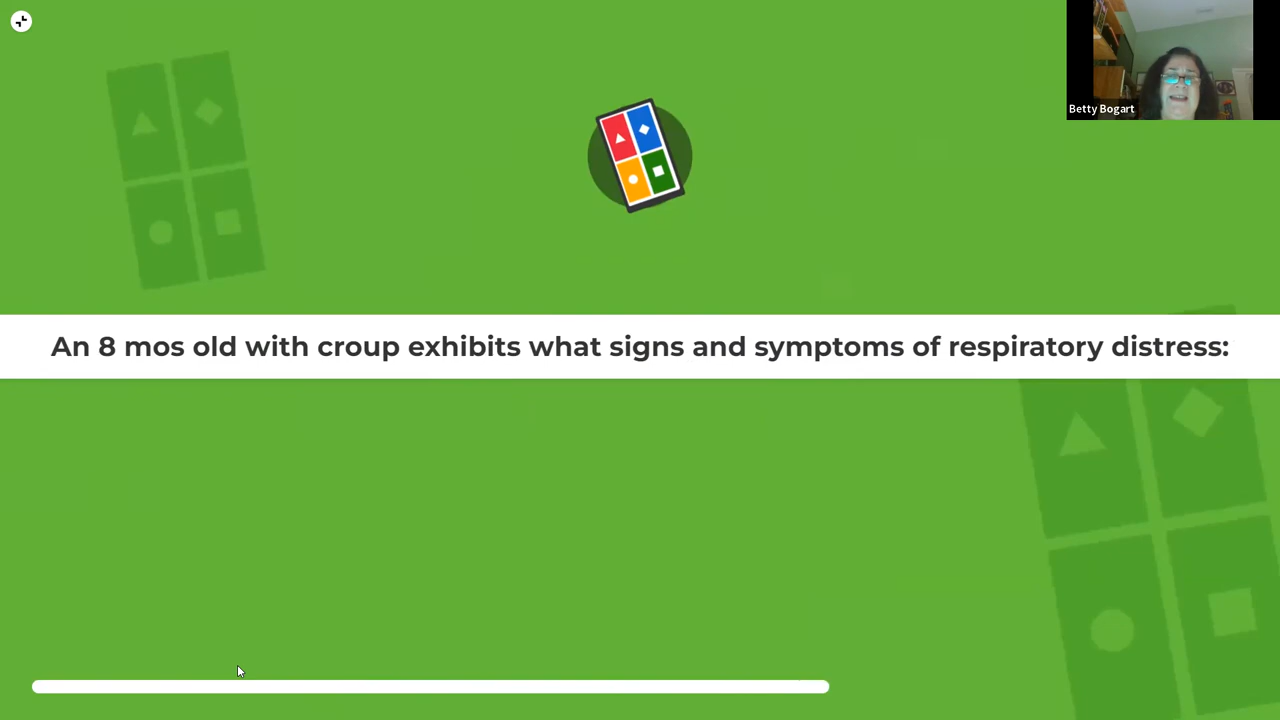 Betty Bogart
An 8 mos old with croup exhibits what signs and symptoms of respiratory distress: